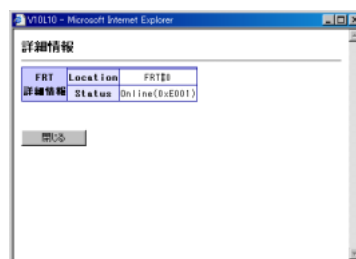 V10L10 - Microsoft Internet Explorer
詳細情報
FRT
詳細情報
Location
FRT#0
Status
Online(0xE001)
閉じる